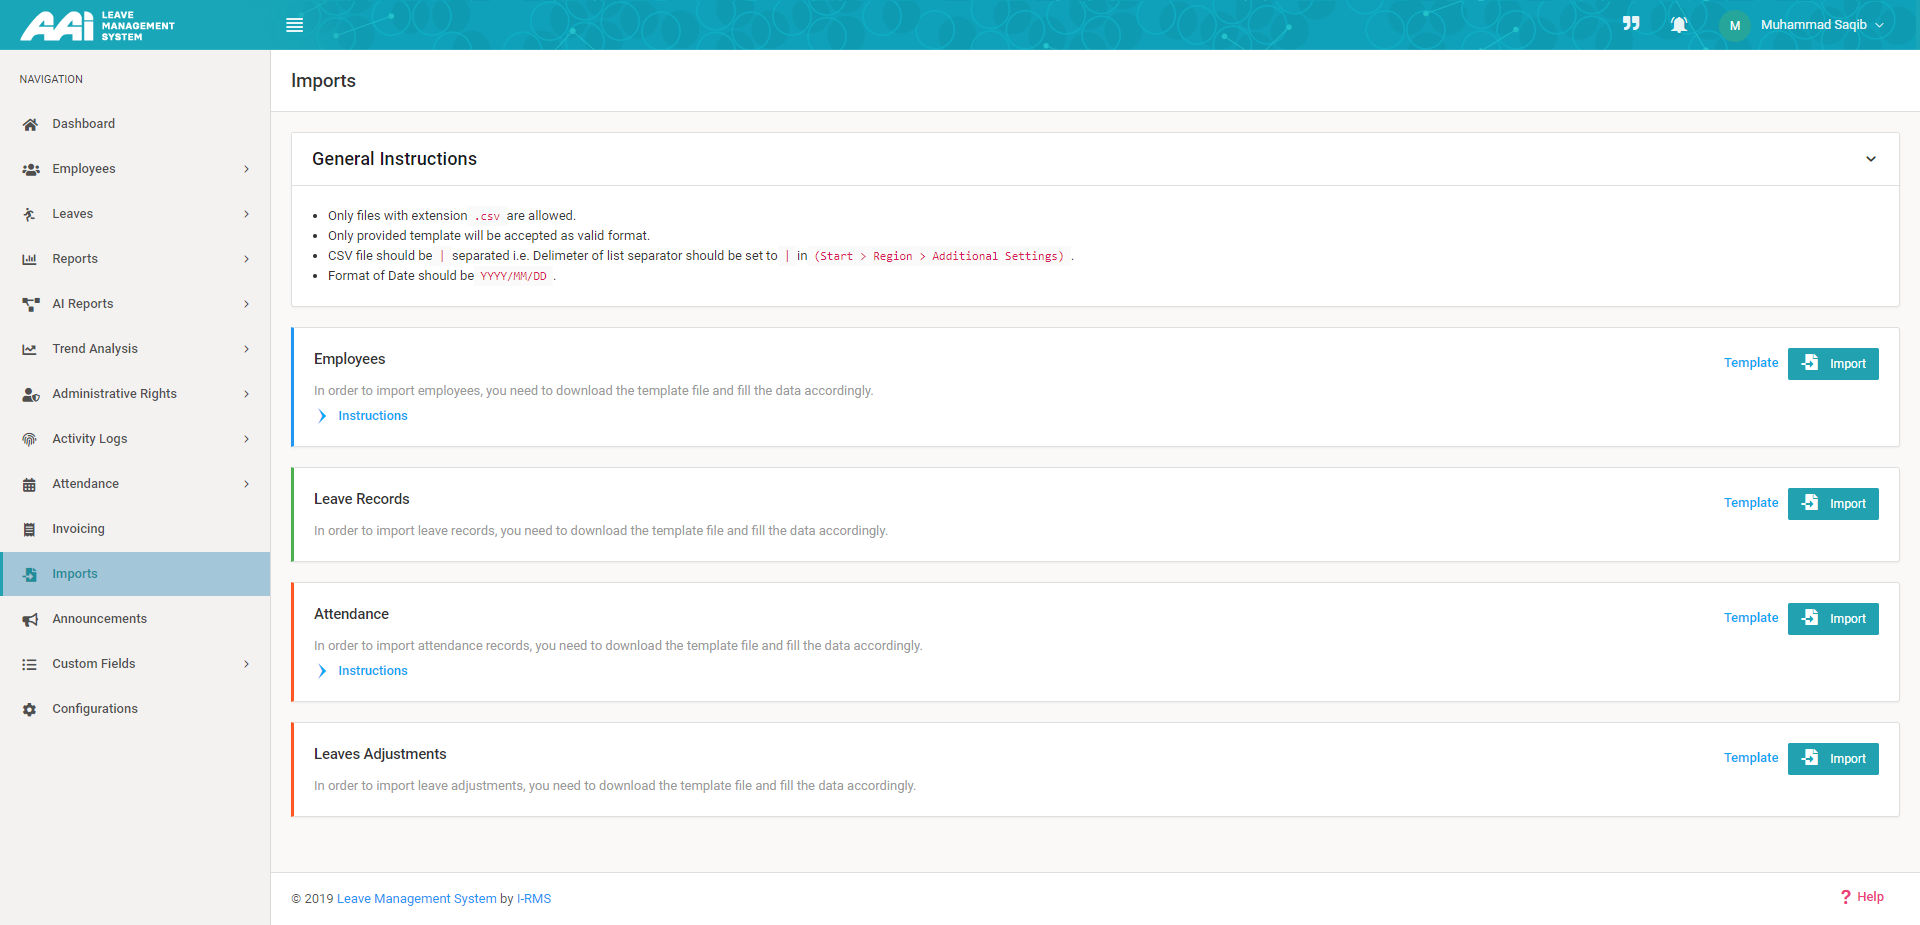 AAi LEAVE
MANAGEMENT
SYSTEM
M Muhammad Saqib
NAVIGATION
Dashboard
Employees
Leaves
Reports
AI Reports
Trend Analysis
Administrative Rights
Activity Logs
Attendance
Invoicing
Imports
Announcements
Custom Fields
Configurations
Imports
General Instructions
Only files with extension .csv are allowed.
Only provided template will be accepted as valid format.
CSV file should be | separated i.e. Delimeter of list separator should be set to | in (Start > Region > Additional Settings) .
Format of Date should be YYYY/MM/DD .
Employees
Template Import
In order to import employees, you need to download the template file and fill the data accordingly.
Instructions
Leave Records
Template Import
In order to import leave records, you need to download the template file and fill the data accordingly.
Attendance
Template Import
In order to import attendance records, you need to download the template file and fill the data accordingly.
Instructions
Leaves Adjustments
Template Import
In order to import leave adjustments, you need to download the template file and fill the data accordingly.
© 2019 Leave Management System by I-RMS
? Help